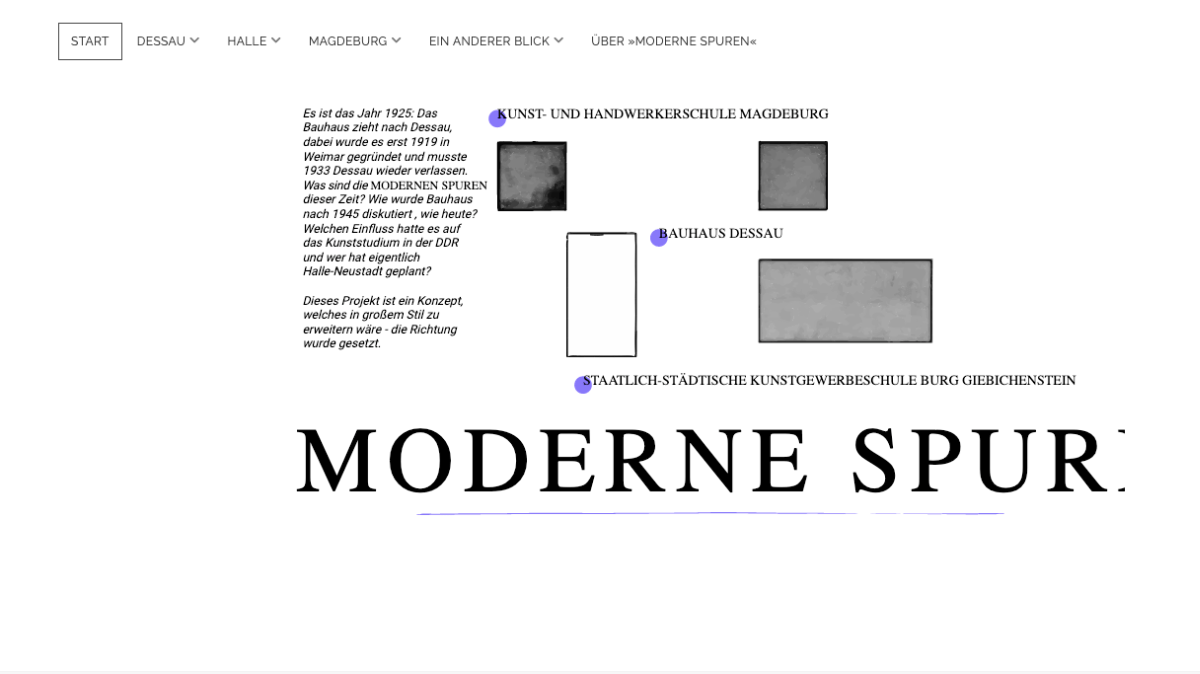 START DESSAU HALLE MAGDEBURG EIN ANDERER BLICK ÜBER »MODERNE SPUREN«
Es ist das Jahr 1925: Das
Bauhaus zieht nach Dessau,
dabei wurde es erst 1919 in
Weimar gegründet und musste
1933 Dessau wieder verlassen.
Was sind die MODERNEN SPUREN
dieser Zeit? Wie wurde Bauhaus
nach 1945 diskutiert , wie heute?
Welchen Einfluss hatte es auf
das Kunststudium in der DDR
und wer hat eigentlich
Halle-Neustadt geplant?
Dieses Projekt ist ein Konzept,
welches in großem Stil zu
erweitern wäre - die Richtung
wurde gesetzt.
KUNST- UND HANDWERKERSCHULE MAGDEBURG
BAUHAUS DESSAU
STAATLICH-STÄDTISCHE KUNSTGEWERBESCHULE BURG GIEBICHENSTEIN
MODERNE SPUR